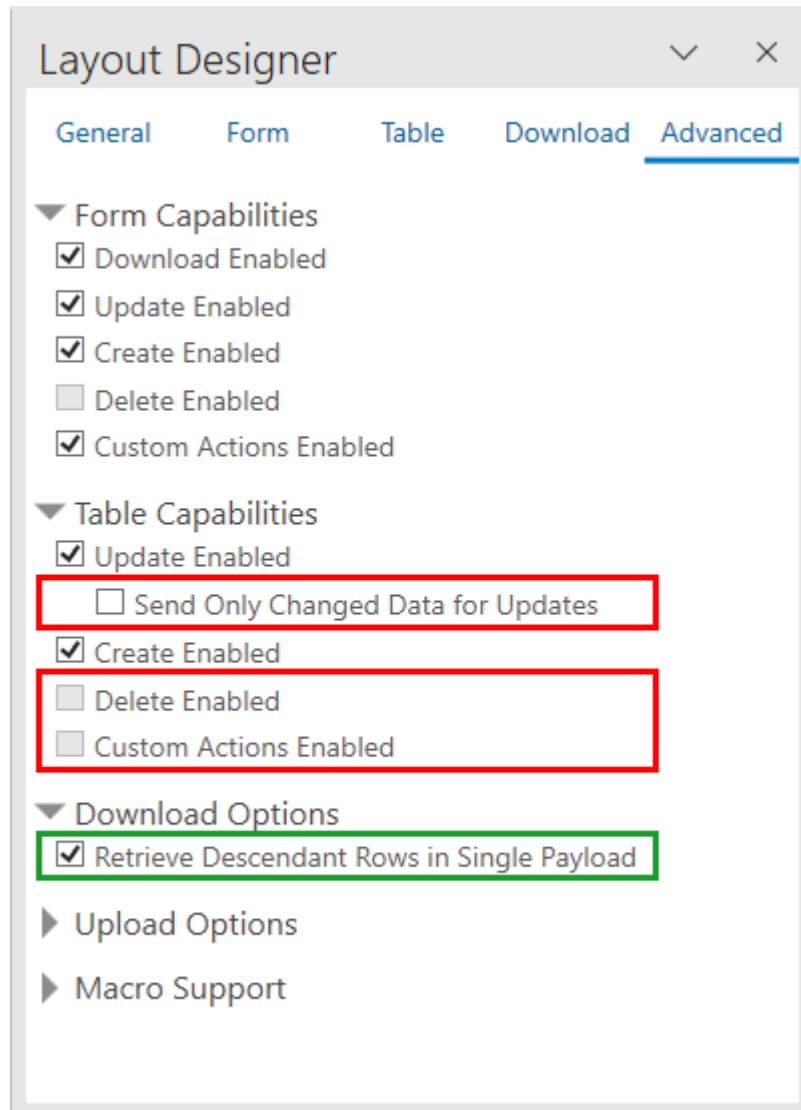 Layout Designer
General Form Table Download Advanced
Form Capabilities
Download Enabled
Update Enabled
Create Enabled
Delete Enabled
Custom Actions Enabled
Table Capabilities
Update Enabled
Send Only Changed Data for Updates
Create Enabled
Delete Enabled
Custom Actions Enabled
Download Options
Retrieve Descendant Rows in Single Payload
Upload Options
Macro Support